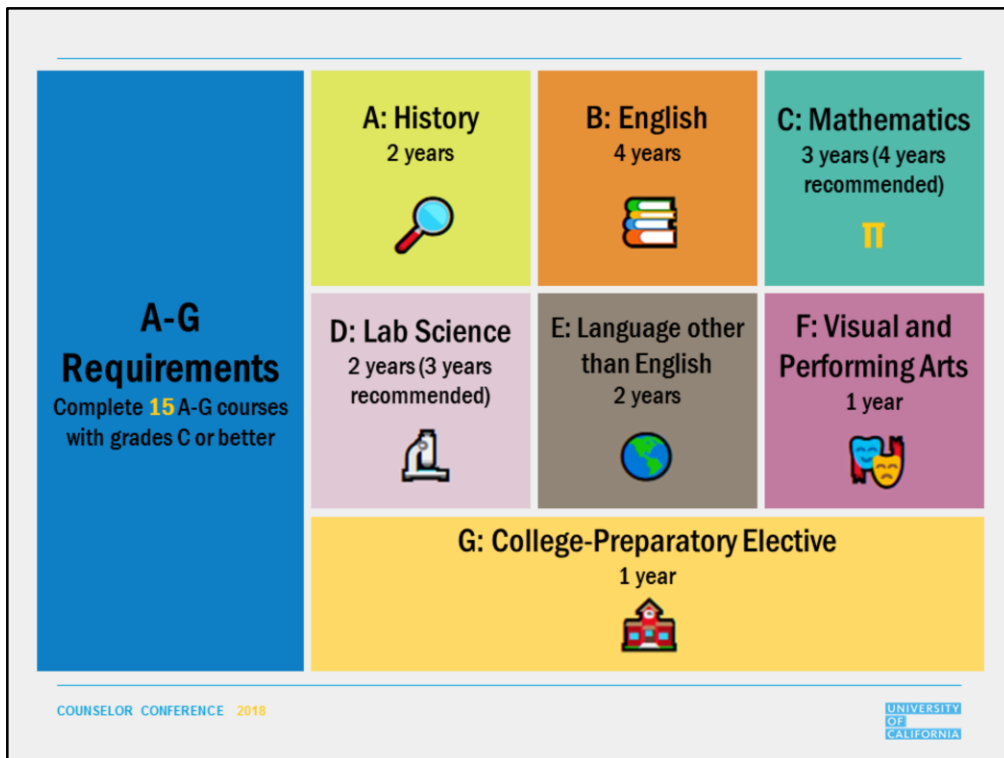 A-G
Requirements
Complete 15 A-G courses
with grades C or better
A: History
2 years
B: English
4 years
C: Mathematics
3 years (4 years
recommended)
π
D: Lab Science
2 years (3 years
recommended)
E: Language other
than English
2 years
F: Visual and
Performing Arts
1 year
G: College-Preparatory Elective
1 year
COUNSELOR CONFERENCE 2018
UNIVERSITY
OF
CALIFORNIA